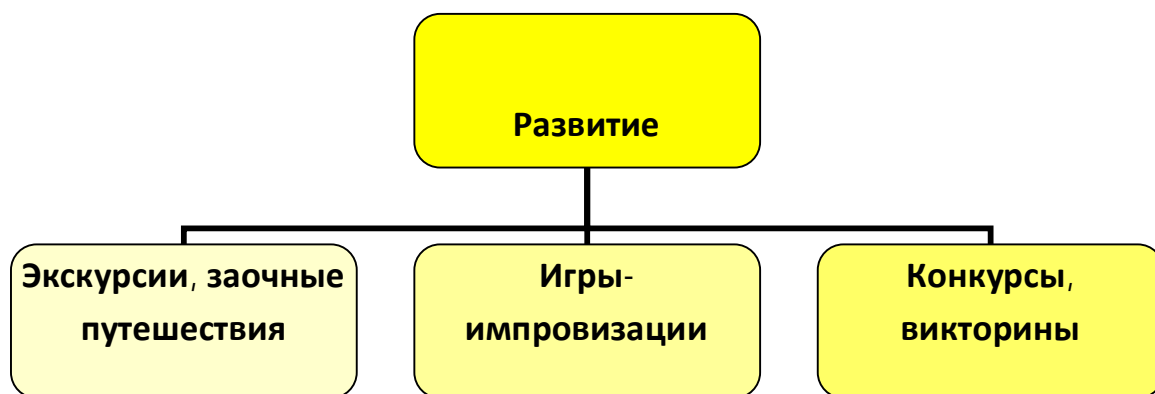 Развитие
Экскурсии, заочные
путешествия
Игры-
импровизации
Конкурсы,
викторины